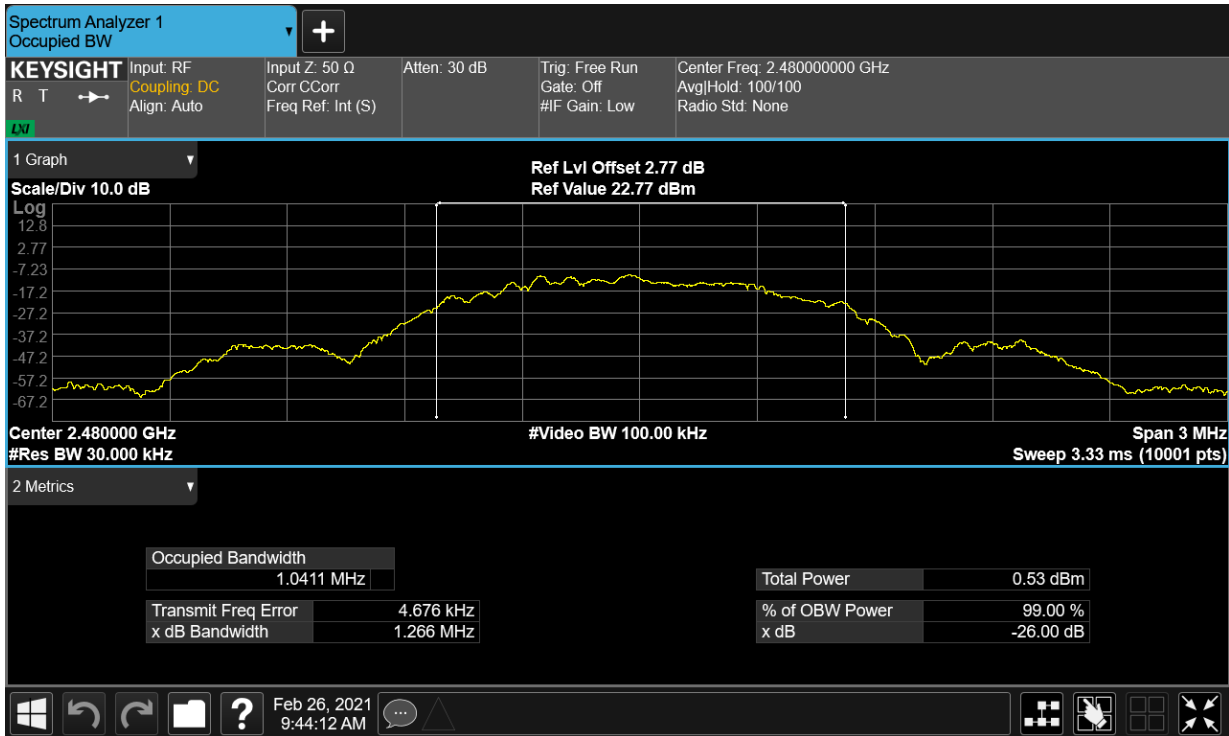 Spectrum Analyzer 1
Occupied BW
KEYSIGHT
R T
LXI
Input: RF
Coupling: DC
Align: Auto
Input Z: 50 Ω
Corr CCorr
Freq Ref: Int (S)
Atten: 30 dB
Trig: Free Run
Gate: Off
#IF Gain: Low
Center Freq: 2.480000000 GHz
Avg|Hold: 100/100
Radio Std: None
1 Graph
Scale/Div 10.0 dB
Ref Lvl Offset 2.77 dB
Ref Value 22.77 dBm
Log
12.8
2.77
-7.23
-17.2
-27.2
-37.2
-47.2
-57.2
-67.2
Center 2.480000 GHz
#Res BW 30.000 kHz
#Video BW 100.00 kHz
Span 3 MHz
Sweep 3.33 ms (10001 pts)
2 Metrics
Occupied Bandwidth
1.0411 MHz
Transmit Freq Error 4.676 kHz
x dB Bandwidth 1.266 MHz
Total Power 0.53 dBm
% of OBW Power 99.00 %
x dB -26.00 dB
?
Feb 26, 2021
9:44:12 AM